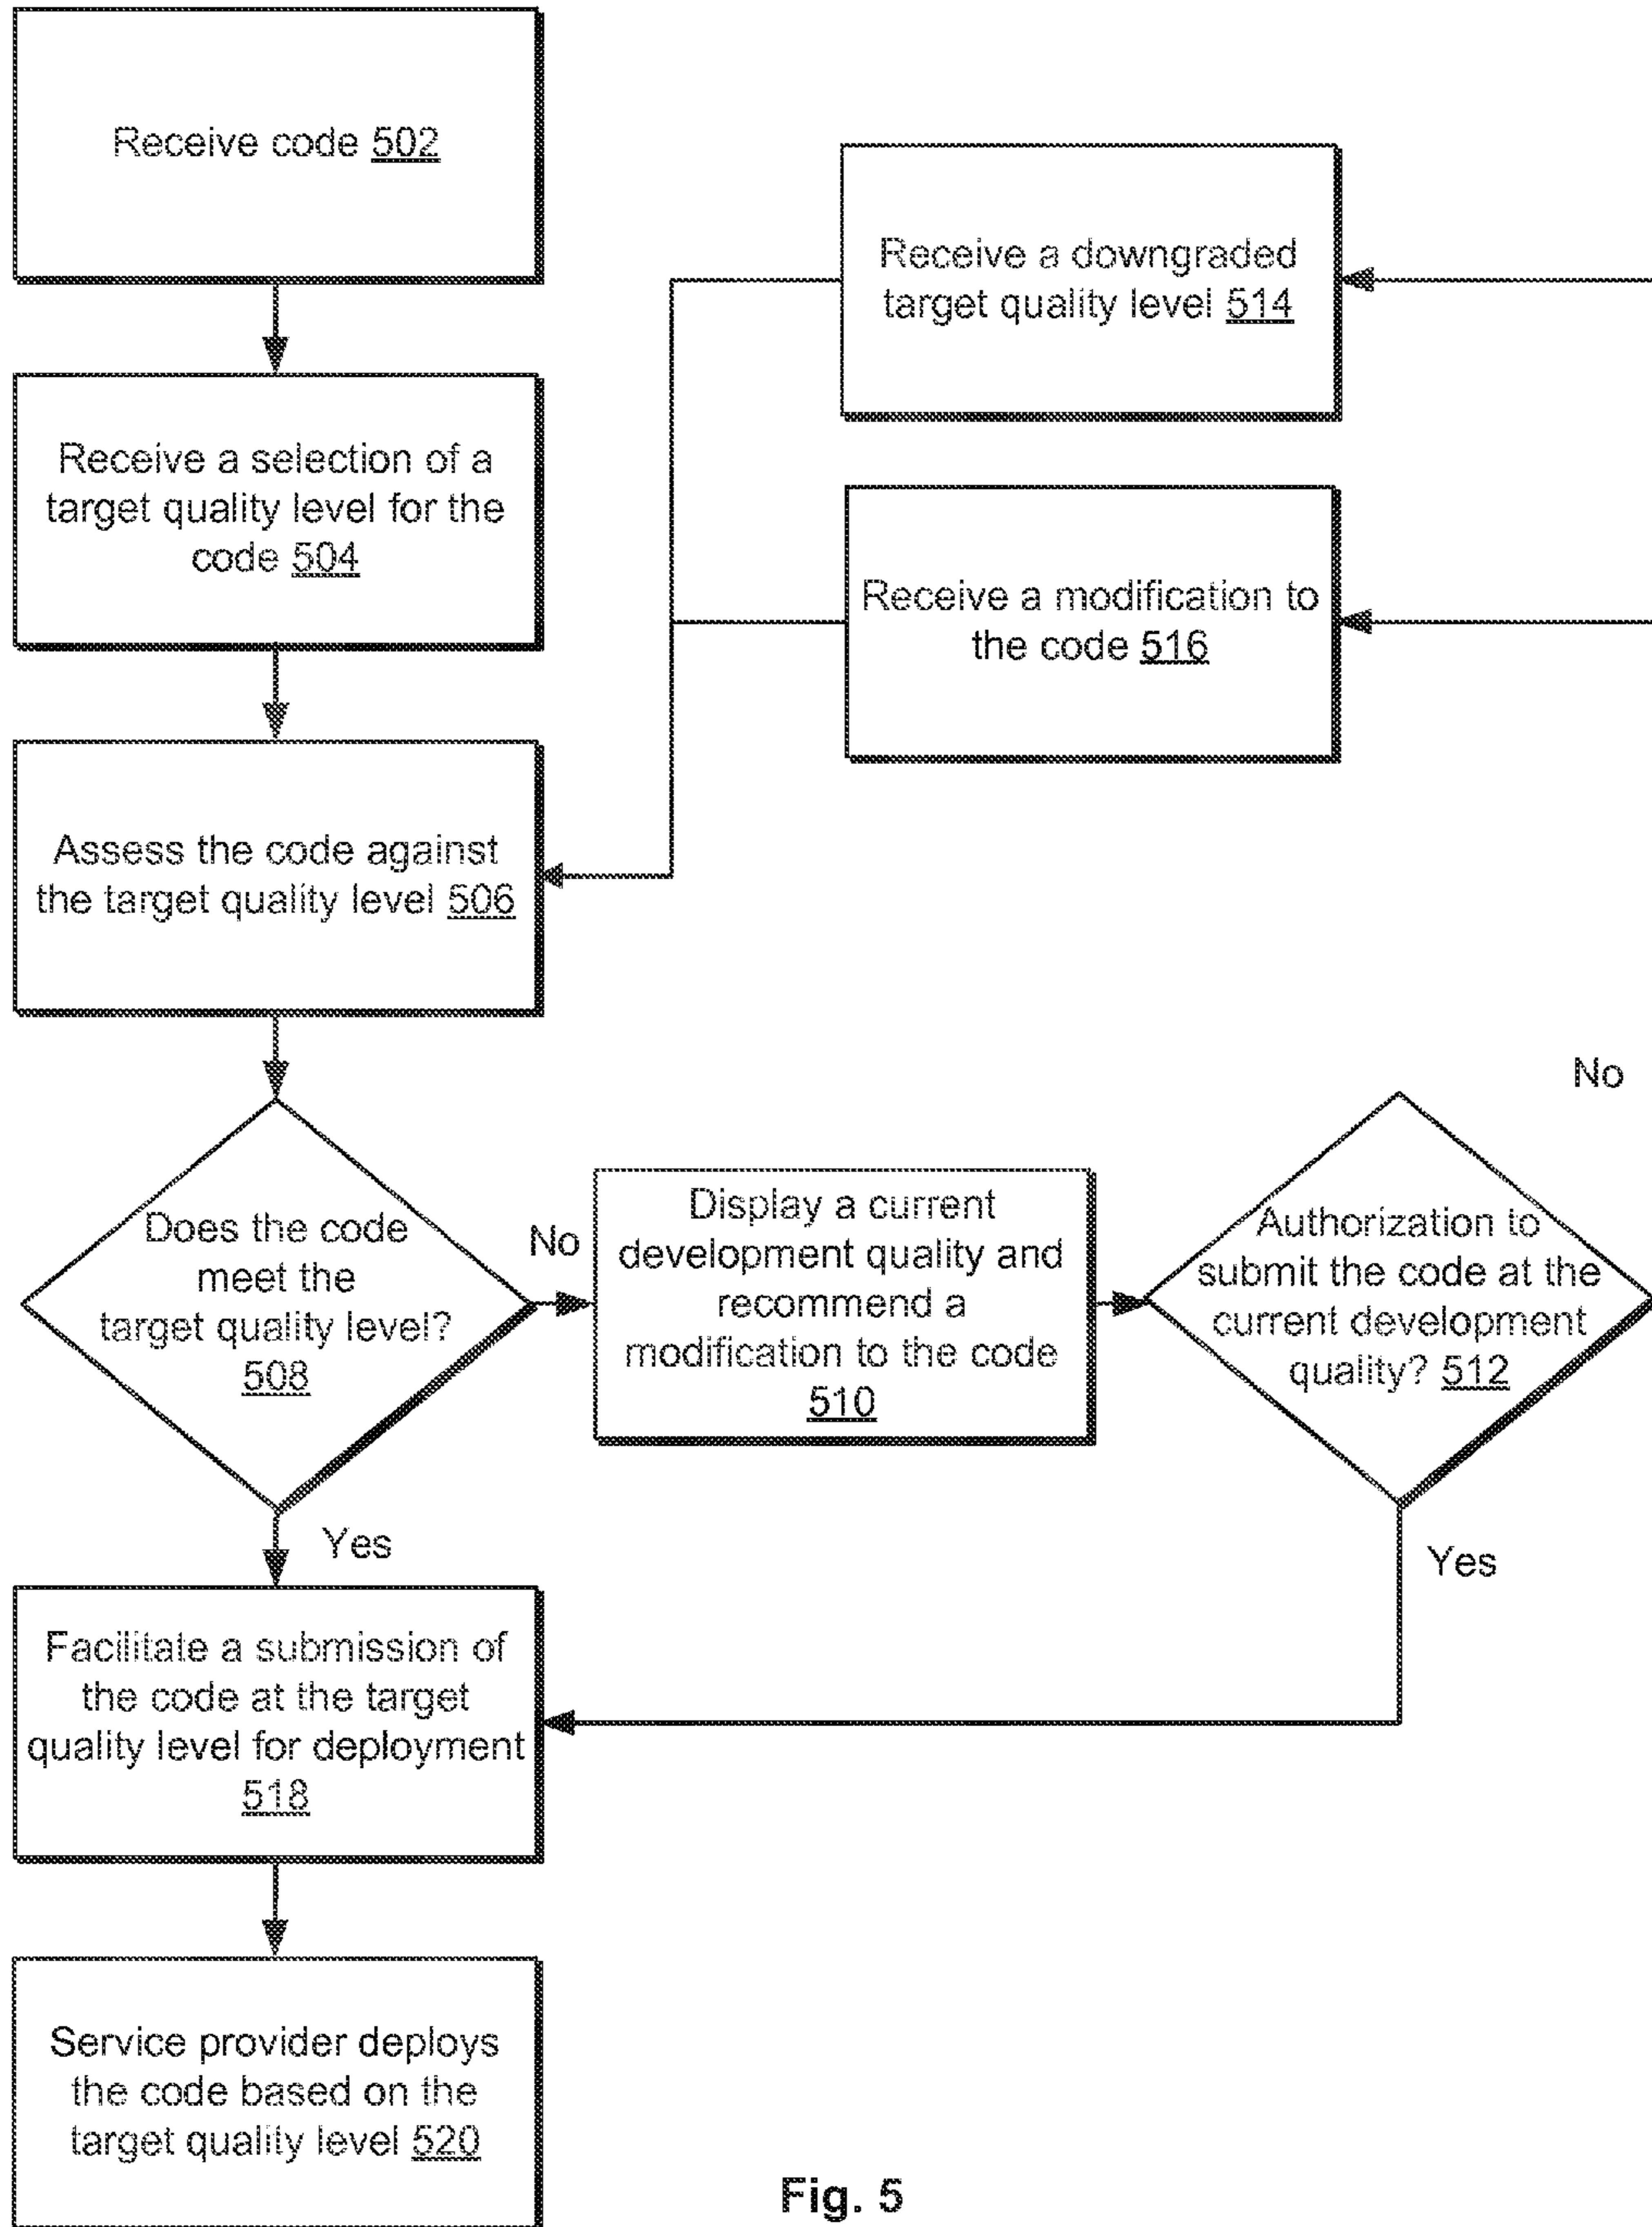 Receive code 502
Receive a selection of a
target quality level for the
code 504
Assess the code against
the target quality level 506
Receive a downgraded
target quality level 514
Receive a modification to
the code 516
Does the code
meet the
target quality level?
508
No
Display a current
development quality and
recommend a
modification to the code
510
Authorization to
submit the code at the
current development
quality? 512
No
Yes
Yes
Facilitate a submission of
the code at the target
quality level for deployment
518
Service provider deploys
the code based on the
target quality level 520
Fig. 5